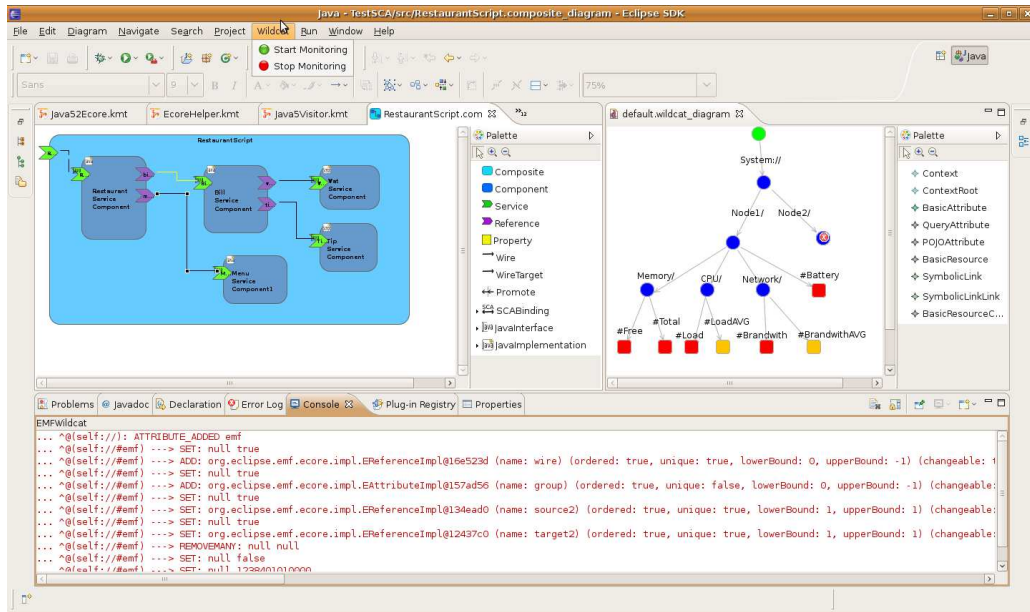 Java - TestSCA/src/RestaurantScript.composite_diagram - Eclipse SDK
File Edit Diagram Navigate Search Project Wildcat Run Window Help
Start Monitoring
Stop Monitoring
Java
Sans 9 B I A 75%
Java52Ecore.kmt EcoreHelper.kmt Java5Visitor.kmt RestaurantScript.com »12
default.wildcat_diagram
RestaurantScript
Restaurant
Service
Component
Bill
Service
Component
Vat
Service
Component
Tip
Service
Component
Menu
Service
Component1
Palette
Composite
Component
Service
Reference
Property
Wire
WireTarget
Promote
SCABinding
JavaInterface
JavaImplementation
System://
Node1/ Node2/
Memory/ CPU/ Network/ #Battery
#Free #Total #Load #LoadAVG #Brandwith #BrandwithAVG
Palette
Context
ContextRoot
BasicAttribute
QueryAttribute
POJOAttribute
BasicResource
SymbolicLink
SymbolicLinkLink
BasicResourceC...
Problems Javadoc Declaration Error Log Console Plug-in Registry Properties
EMFWildcat
... ^@(self://): ATTRIBUTE_ADDED emf
... ^@(self://#emf) ---> SET: null true
... ^@(self://#emf) ---> ADD: org.eclipse.emf.ecore.impl.EReferenceImpl@16e523d (name: wire) (ordered: true, unique: true, lowerBound: 0, upperBound: -1) (changeable: t
... ^@(self://#emf) ---> SET: null true
... ^@(self://#emf) ---> ADD: org.eclipse.emf.ecore.impl.EAttributeImpl@157ad56 (name: group) (ordered: true, unique: false, lowerBound: 0, upperBound: -1) (changeable:
... ^@(self://#emf) ---> SET: null true
... ^@(self://#emf) ---> SET: org.eclipse.emf.ecore.impl.EReferenceImpl@134ead0 (name: source2) (ordered: true, unique: true, lowerBound: 1, upperBound: 1) (changeable:
... ^@(self://#emf) ---> SET: null true
... ^@(self://#emf) ---> SET: org.eclipse.emf.ecore.impl.EReferenceImpl@12437c0 (name: target2) (ordered: true, unique: true, lowerBound: 1, upperBound: 1) (changeable:
... ^@(self://#emf) ---> REMOVEMANY: null null
... ^@(self://#emf) ---> SET: null false
... ^@(self://#emf) ---> SET: null 1238401010000